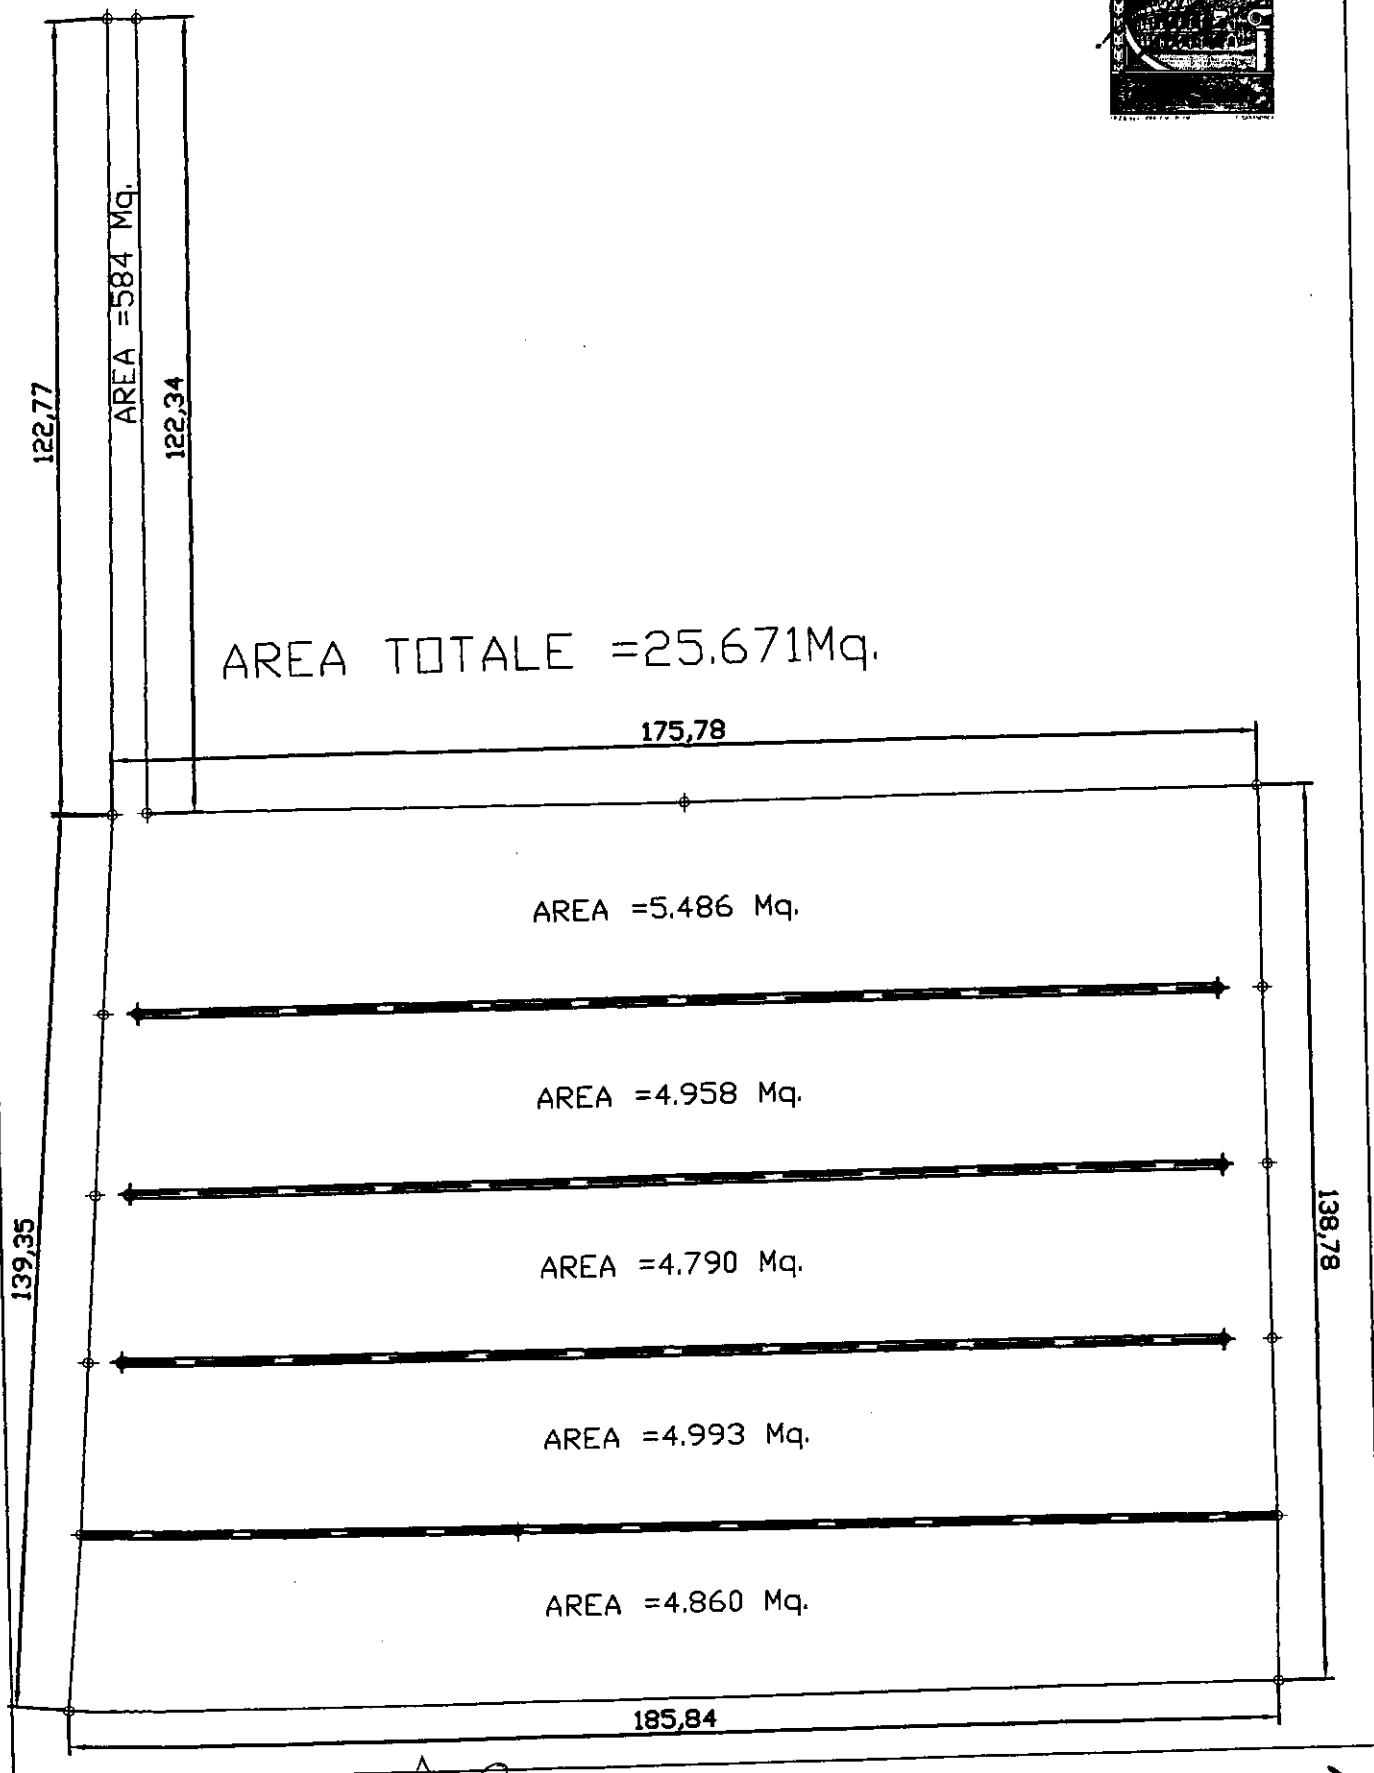 AREA =584 Mq.
122,77
122,34
AREA TOTALE =25.671Mq.
175,78
AREA =5.486 Mq.
AREA =4.958 Mq.
139,35
138,78
AREA =4.790 Mq.
AREA =4.993 Mq.
AREA =4.860 Mq.
185,84